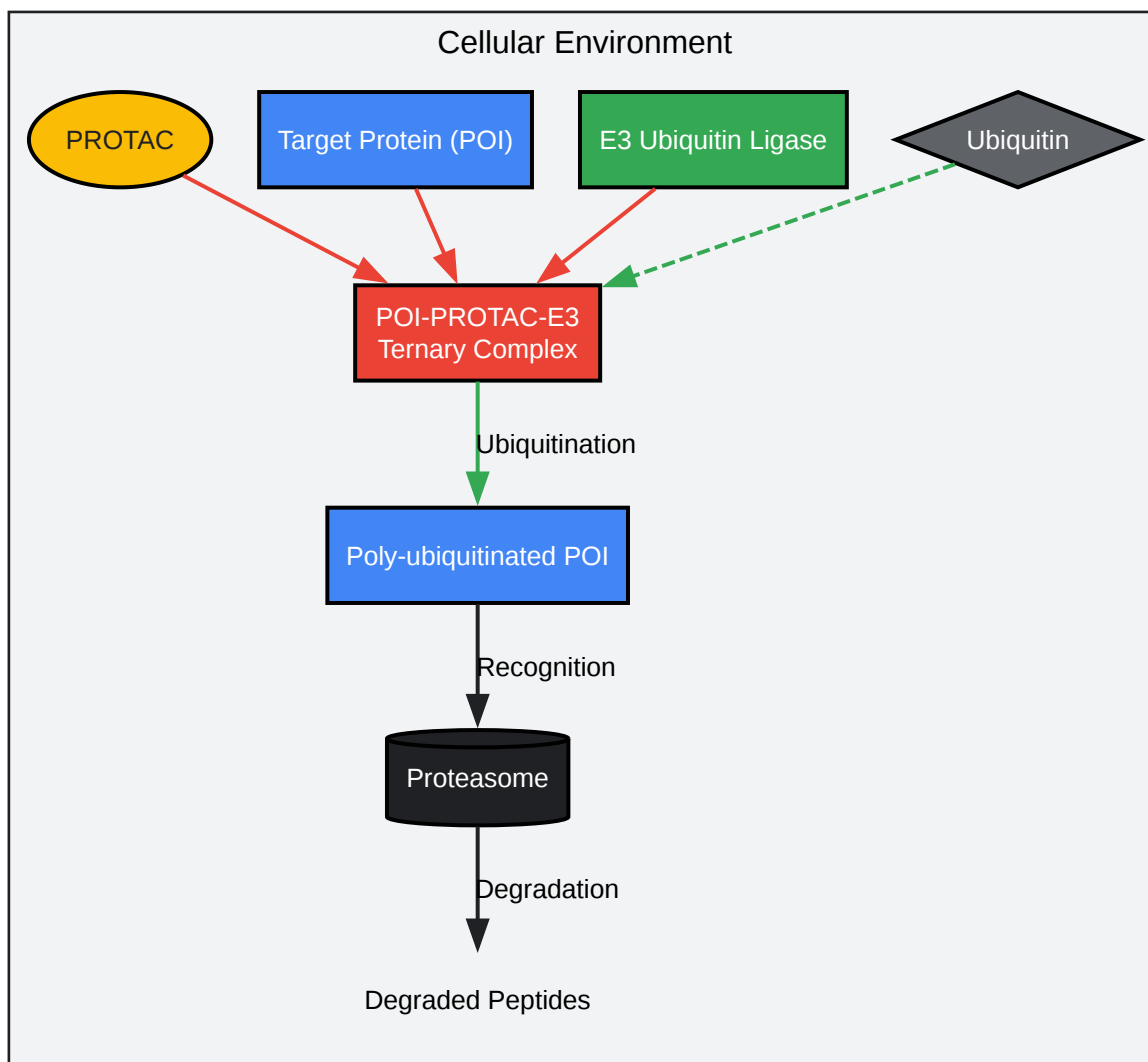 Cellular Environment
PROTAC
Target Protein (POI)
E3 Ubiquitin Ligase
Ubiquitin
POI-PROTAC-E3
Ternary Complex
Ubiquitination
Poly-ubiquitinated POI
Recognition
Proteasome
Degradation
Degraded Peptides